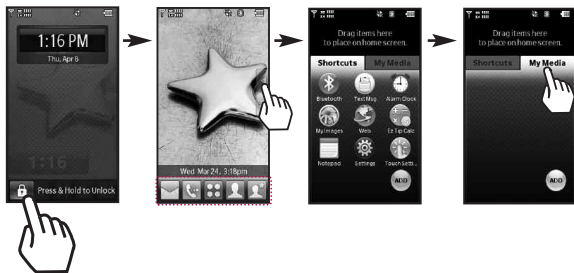 1:16 PM
Thu, Apr 8
1:16
Press & Hold to Unlock
Wed Mar 24, 3:18pm
Drag items here
to place on home screen.
Shortcuts
My Media
Bluetooth
Text Msg
Alarm Clock
My Images
Web
Ez Tip Calc
Notepad
Settings
Touch Setti...
ADD
Drag items here
to place on home screen.
Shortcuts
My Media
ADD